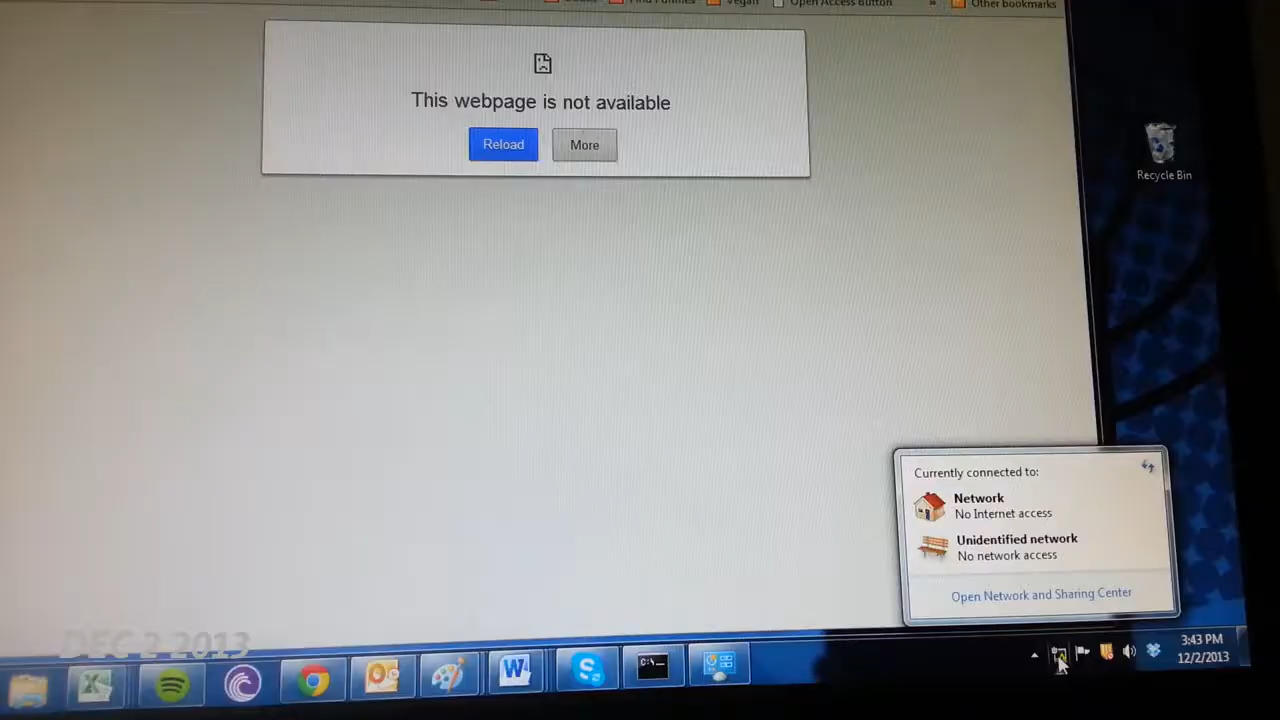 Vegan
Open Access Button
»
Other bookmarks
This webpage is not available
Reload
More
Recycle Bin
Currently connected to:
Network
No Internet access
Unidentified network
No network access
Open Network and Sharing Center
DEC 2 2013
C:\
3:43 PM
12/2/2013